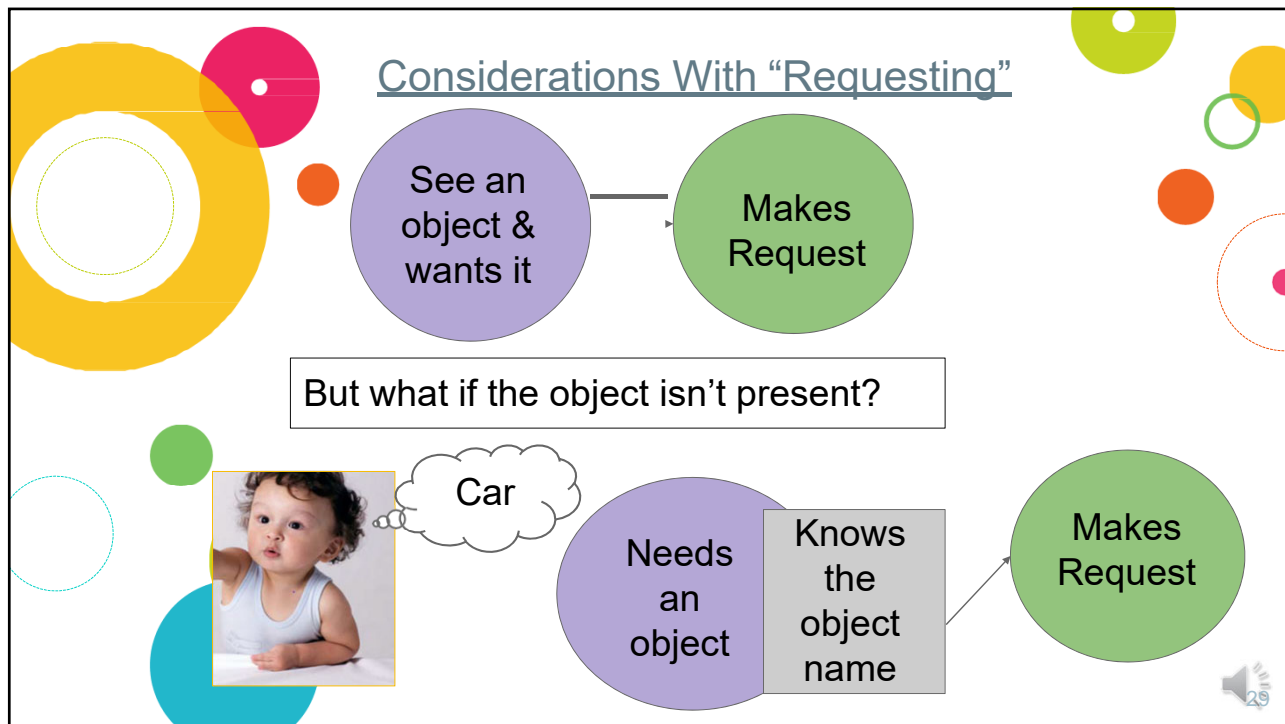 Considerations With “Requesting”
See an
object &
wants it
Makes
Request
But what if the object isn’t present?
Car
Needs
an
object
Knows
the
object
name
Makes
Request
29